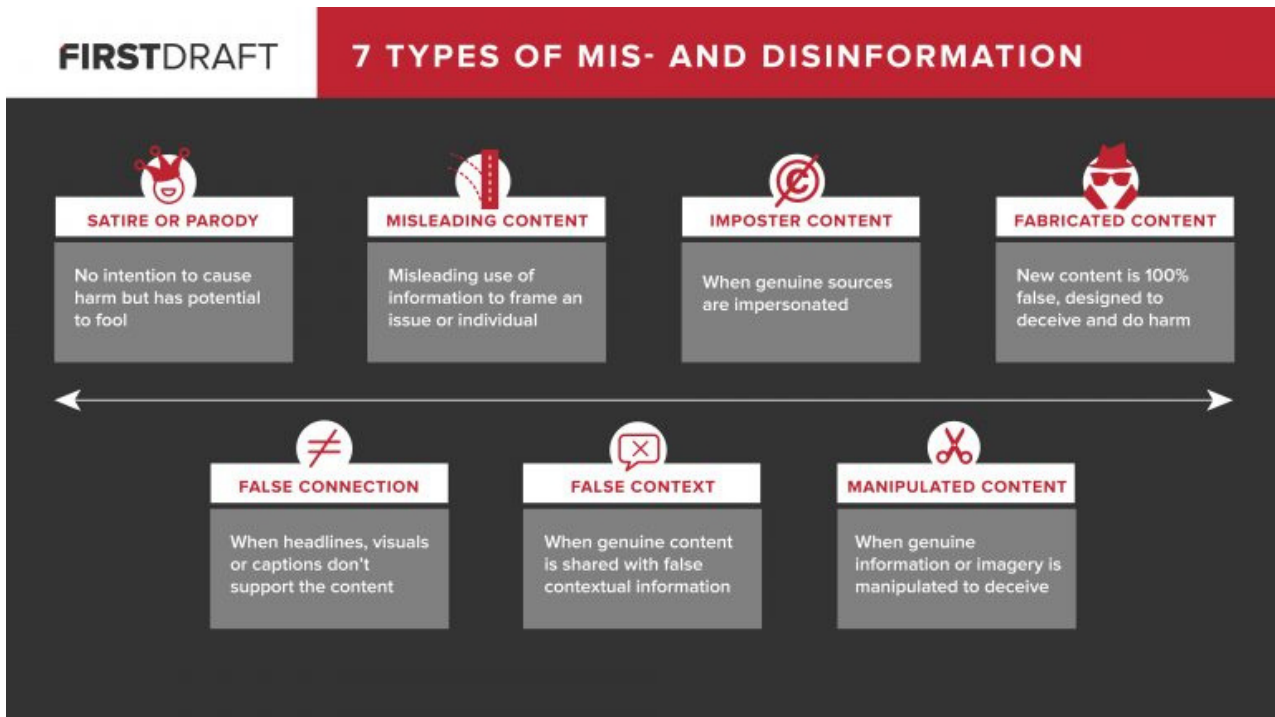 FIRSTDRAFT
7 TYPES OF MIS- AND DISINFORMATION
SATIRE OR PARODY
No intention to cause
harm but has potential
to fool
MISLEADING CONTENT
Misleading use of
information to frame an
issue or individual
IMPOSTER CONTENT
When genuine sources
are impersonated
FABRICATED CONTENT
New content is 100%
false, designed to
deceive and do harm
FALSE CONNECTION
When headlines, visuals
or captions don't
support the content
FALSE CONTEXT
When genuine content
is shared with false
contextual information
MANIPULATED CONTENT
When genuine
information or imagery is
manipulated to deceive